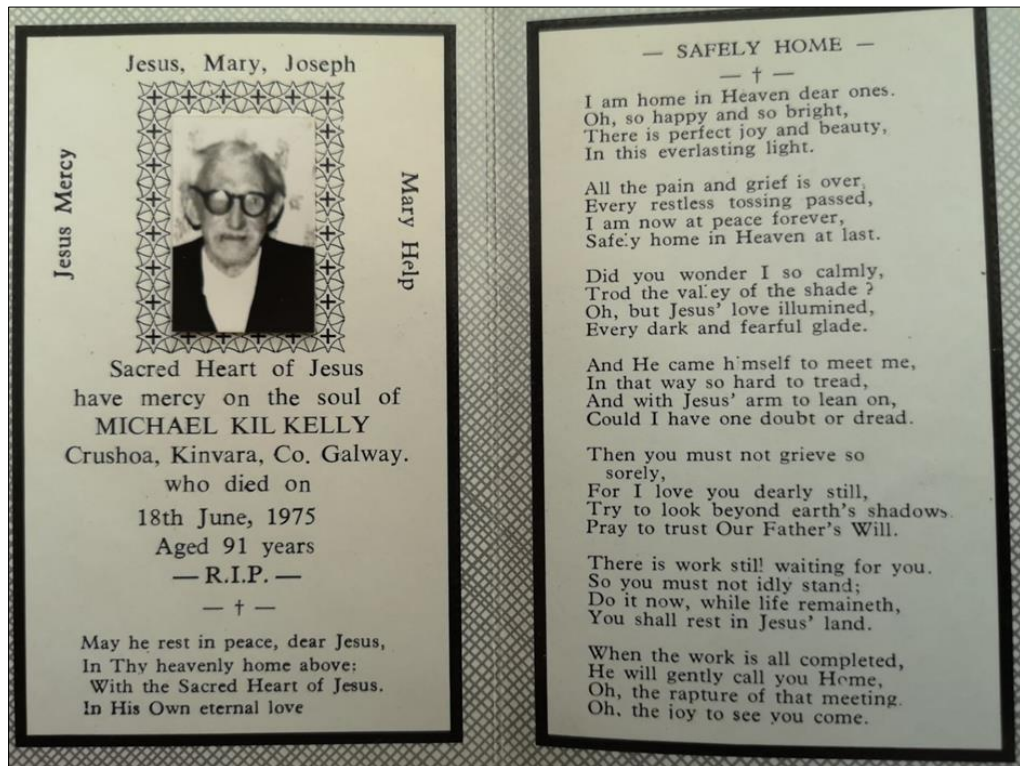 Jesus, Mary, Joseph
Jesus Mercy
Mary Help
Sacred Heart of Jesus
have mercy on the soul of
MICHAEL KIL KELLY
Crushoa, Kinvara, Co. Galway.
who died on
18th June, 1975
Aged 91 years
— R.I.P. —
— † —
May he rest in peace, dear Jesus,
In Thy heavenly home above:
With the Sacred Heart of Jesus.
In His Own eternal love
— SAFELY HOME —
— † —
I am home in Heaven dear ones.
Oh, so happy and so bright,
There is perfect joy and beauty,
In this everlasting light.
All the pain and grief is over,
Every restless tossing passed,
I am now at peace forever,
Safely home in Heaven at last.
Did you wonder I so calmly,
Trod the valley of the shade ?
Oh, but Jesus' love illumined,
Every dark and fearful glade.
And He came himself to meet me,
In that way so hard to tread,
And with Jesus' arm to lean on,
Could I have one doubt or dread.
Then you must not grieve so
sorely,
For I love you dearly still,
Try to look beyond earth's shadows.
Pray to trust Our Father's Will.
There is work still waiting for you.
So you must not idly stand;
Do it now, while life remaineth,
You shall rest in Jesus' land.
When the work is all completed,
He will gently call you Home,
Oh, the rapture of that meeting.
Oh, the joy to see you come.